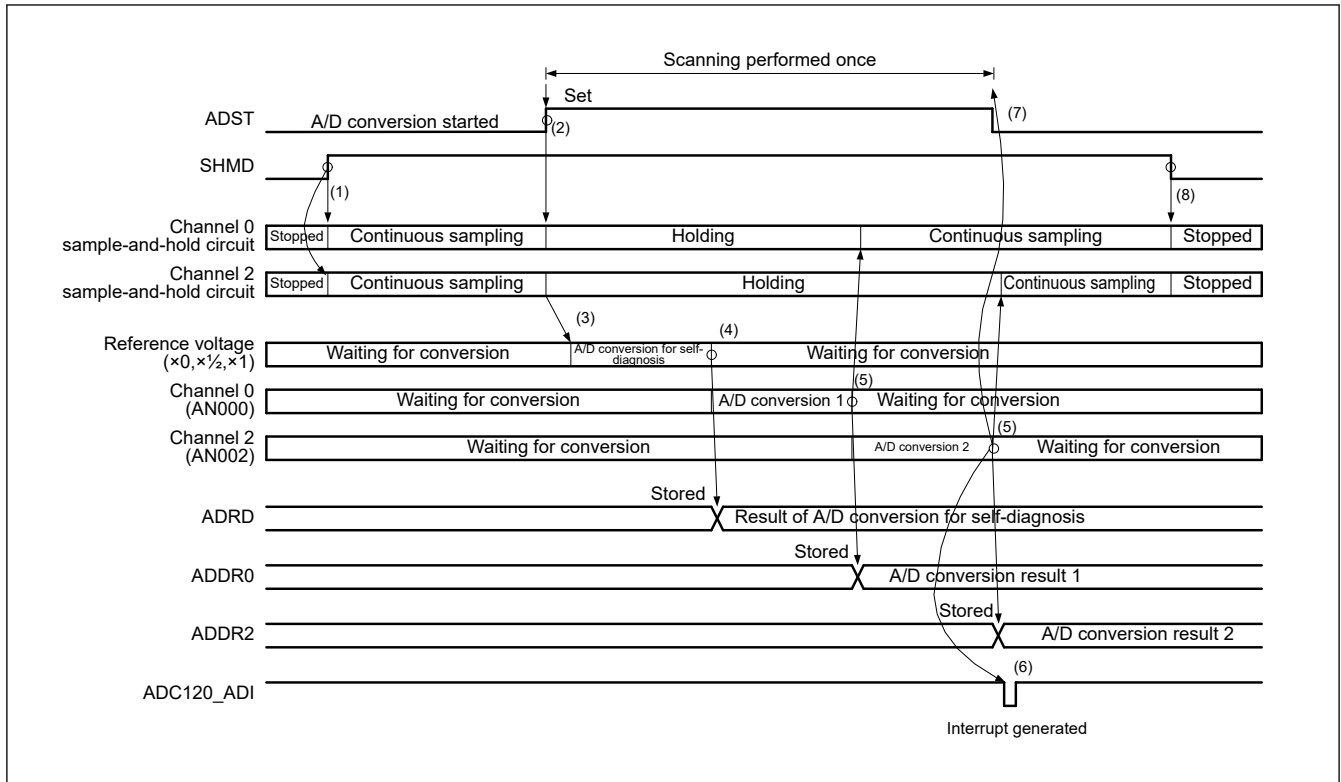 Scanning performed once
Set
ADST
A/D conversion started
(2)
(7)
SHMD
(1)
(8)
Channel 0
sample-and-hold circuit
Stopped
Continuous sampling
Holding
Continuous sampling
Stopped
Channel 2
sample-and-hold circuit
Stopped
Continuous sampling
Holding
Continuous sampling
Stopped
(3)
(4)
Reference voltage
(×0,×½,×1)
Waiting for conversion
A/D conversion for self-
diagnosis
Waiting for conversion
Channel 0
(AN000)
Waiting for conversion
A/D conversion 1
(5)
Waiting for conversion
Channel 2
(AN002)
Waiting for conversion
A/D conversion 2
(5)
Waiting for conversion
Stored
ADRD
Result of A/D conversion for self-diagnosis
Stored
ADDR0
A/D conversion result 1
Stored
ADDR2
A/D conversion result 2
ADC120_ADI
(6)
Interrupt generated